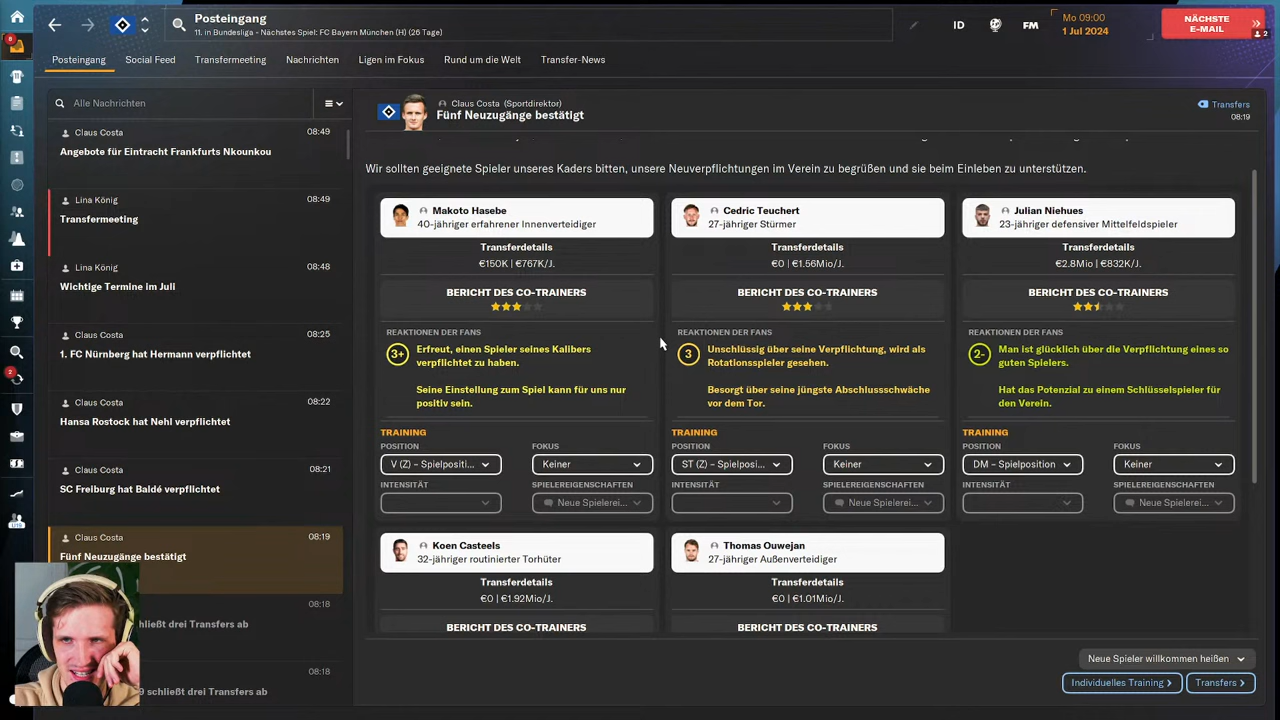 Posteingang
11. in Bundesliga - Nächstes Spiel: FC Bayern München (H) (26 Tage)
ID
FM
Mo 09:00
1 Jul 2024
NÄCHSTE
E-MAIL
2
6
Posteingang
Social Feed
Transfermeeting
Nachrichten
Ligen im Fokus
Rund um die Welt
Transfer-News
Alle Nachrichten
Claus Costa
08:49
Angebote für Eintracht Frankfurts Nkounkou
Lina König
08:49
Transfermeeting
Lina König
08:48
Wichtige Termine im Juli
Claus Costa
08:25
1. FC Nürnberg hat Hermann verpflichtet
2
Claus Costa
08:22
Hansa Rostock hat Nehl verpflichtet
Claus Costa
08:21
SC Freiburg hat Baldé verpflichtet
U19
Claus Costa
08:19
Fünf Neuzugänge bestätigt
08:18
hließt drei Transfers ab
08:18
9 schließt drei Transfers ab
Claus Costa (Sportdirektor)
Fünf Neuzugänge bestätigt
Transfers
08:19
Wir sollten geeignete Spieler unseres Kaders bitten, unsere Neuverpflichtungen im Verein zu begrüßen und sie beim Einleben zu unterstützen.
Makoto Hasebe
40-jähriger erfahrener Innenverteidiger
Transferdetails
€150K | €767K/J.
BERICHT DES CO-TRAINERS
REAKTIONEN DER FANS
3+
Erfreut, einen Spieler seines Kalibers
verpflichtet zu haben.
Seine Einstellung zum Spiel kann für uns nur
positiv sein.
TRAINING
POSITION
FOKUS
V (Z) – Spielpositi...
Keiner
INTENSITÄT
SPIELEREIGENSCHAFTEN
Neue Spielerei...
Cedric Teuchert
27-jähriger Stürmer
Transferdetails
€0 | €1.56Mio/J.
BERICHT DES CO-TRAINERS
REAKTIONEN DER FANS
3
Unschlüssig über seine Verpflichtung, wird als
Rotationsspieler gesehen.
Besorgt über seine jüngste Abschlussschwäche
vor dem Tor.
TRAINING
POSITION
FOKUS
ST (Z) – Spielposi...
Keiner
INTENSITÄT
SPIELEREIGENSCHAFTEN
Neue Spielerei...
Julian Niehues
23-jähriger defensiver Mittelfeldspieler
Transferdetails
€2.8Mio | €832K/J.
BERICHT DES CO-TRAINERS
REAKTIONEN DER FANS
2-
Man ist glücklich über die Verpflichtung eines so
guten Spielers.
Hat das Potenzial zu einem Schlüsselspieler für
den Verein.
TRAINING
POSITION
FOKUS
DM – Spielposition
Keiner
INTENSITÄT
SPIELEREIGENSCHAFTEN
Neue Spielerei...
Koen Casteels
32-jähriger routinierter Torhüter
Transferdetails
€0 | €1.92Mio/J.
BERICHT DES CO-TRAINERS
Thomas Ouwejan
27-jähriger Außenverteidiger
Transferdetails
€0 | €1.01Mio/J.
BERICHT DES CO-TRAINERS
Neue Spieler willkommen heißen
Individuelles Training
Transfers